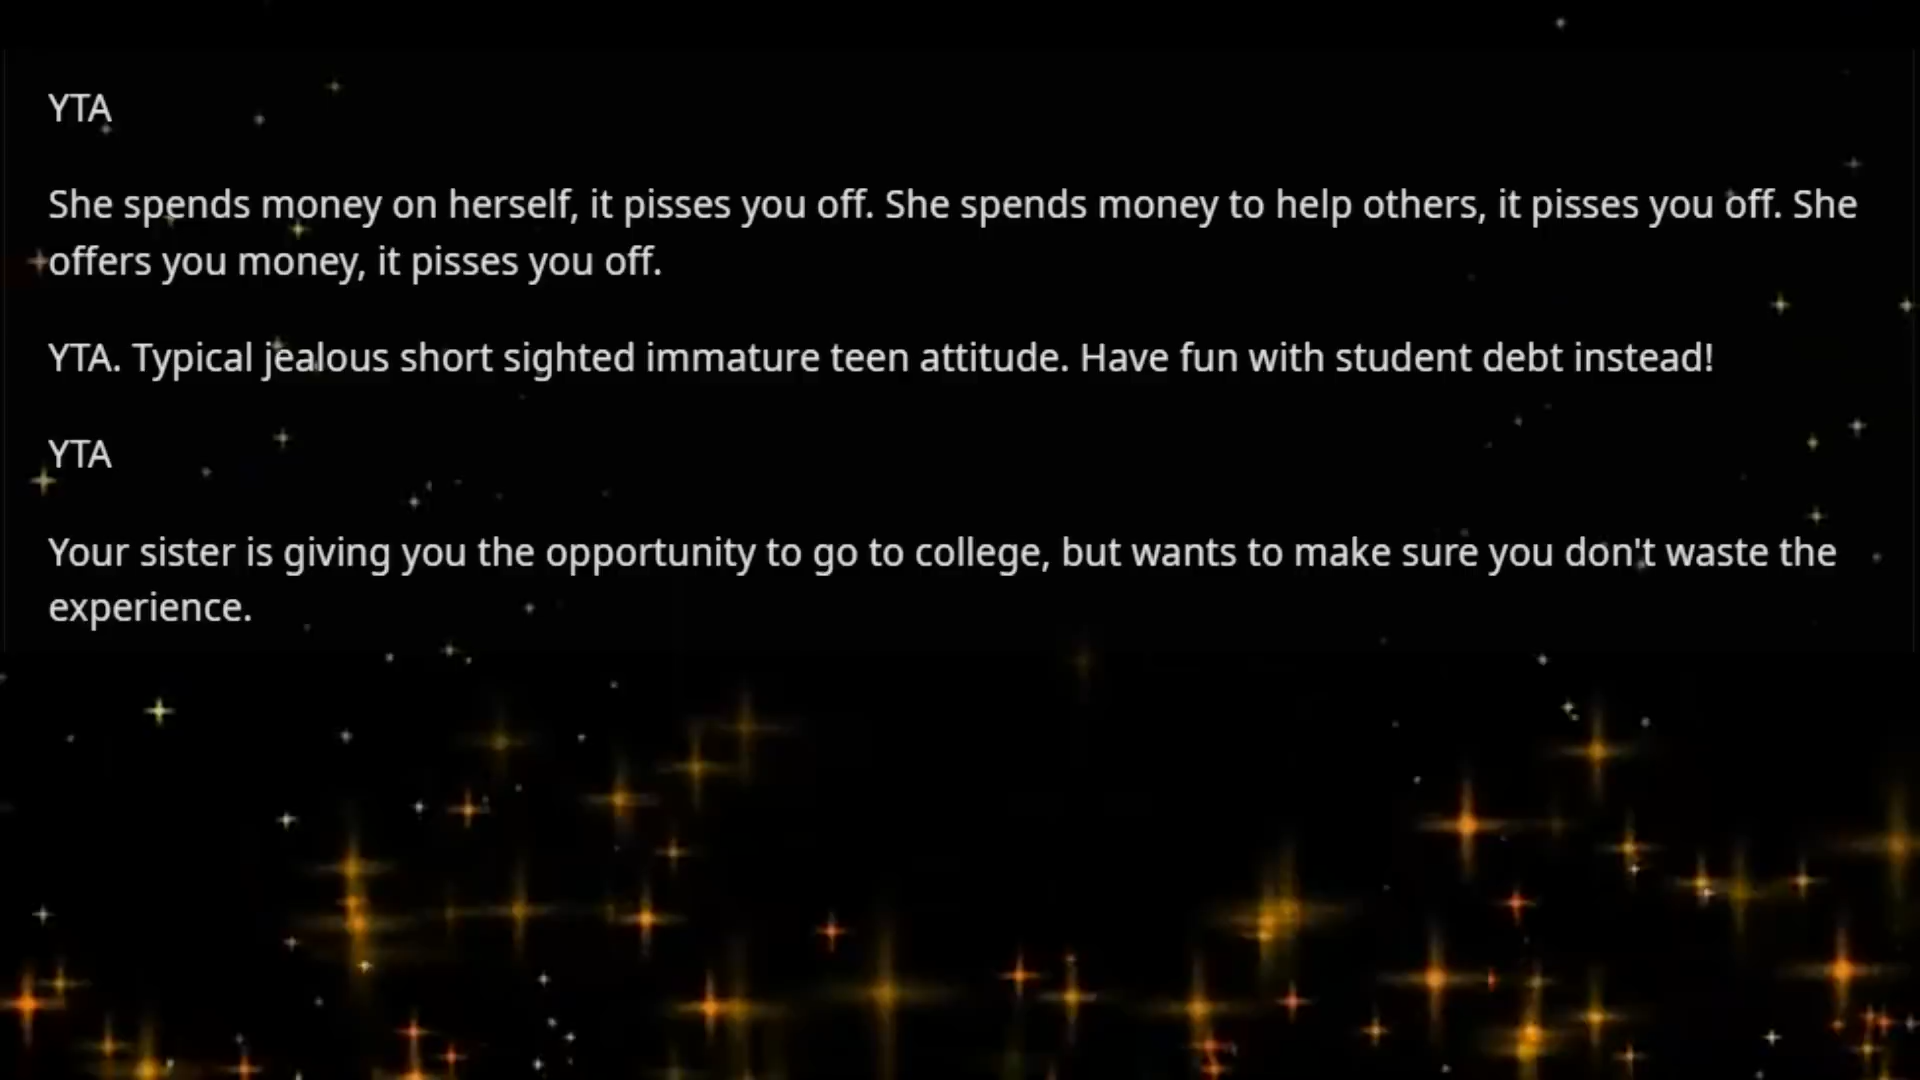 YTA
She spends money on herself, it pisses you off. She spends money to help others, it pisses you off. She
offers you money, it pisses you off.
YTA. Typical jealous short sighted immature teen attitude. Have fun with student debt instead!
YTA
Your sister is giving you the opportunity to go to college, but wants to make sure you don't waste the
experience.